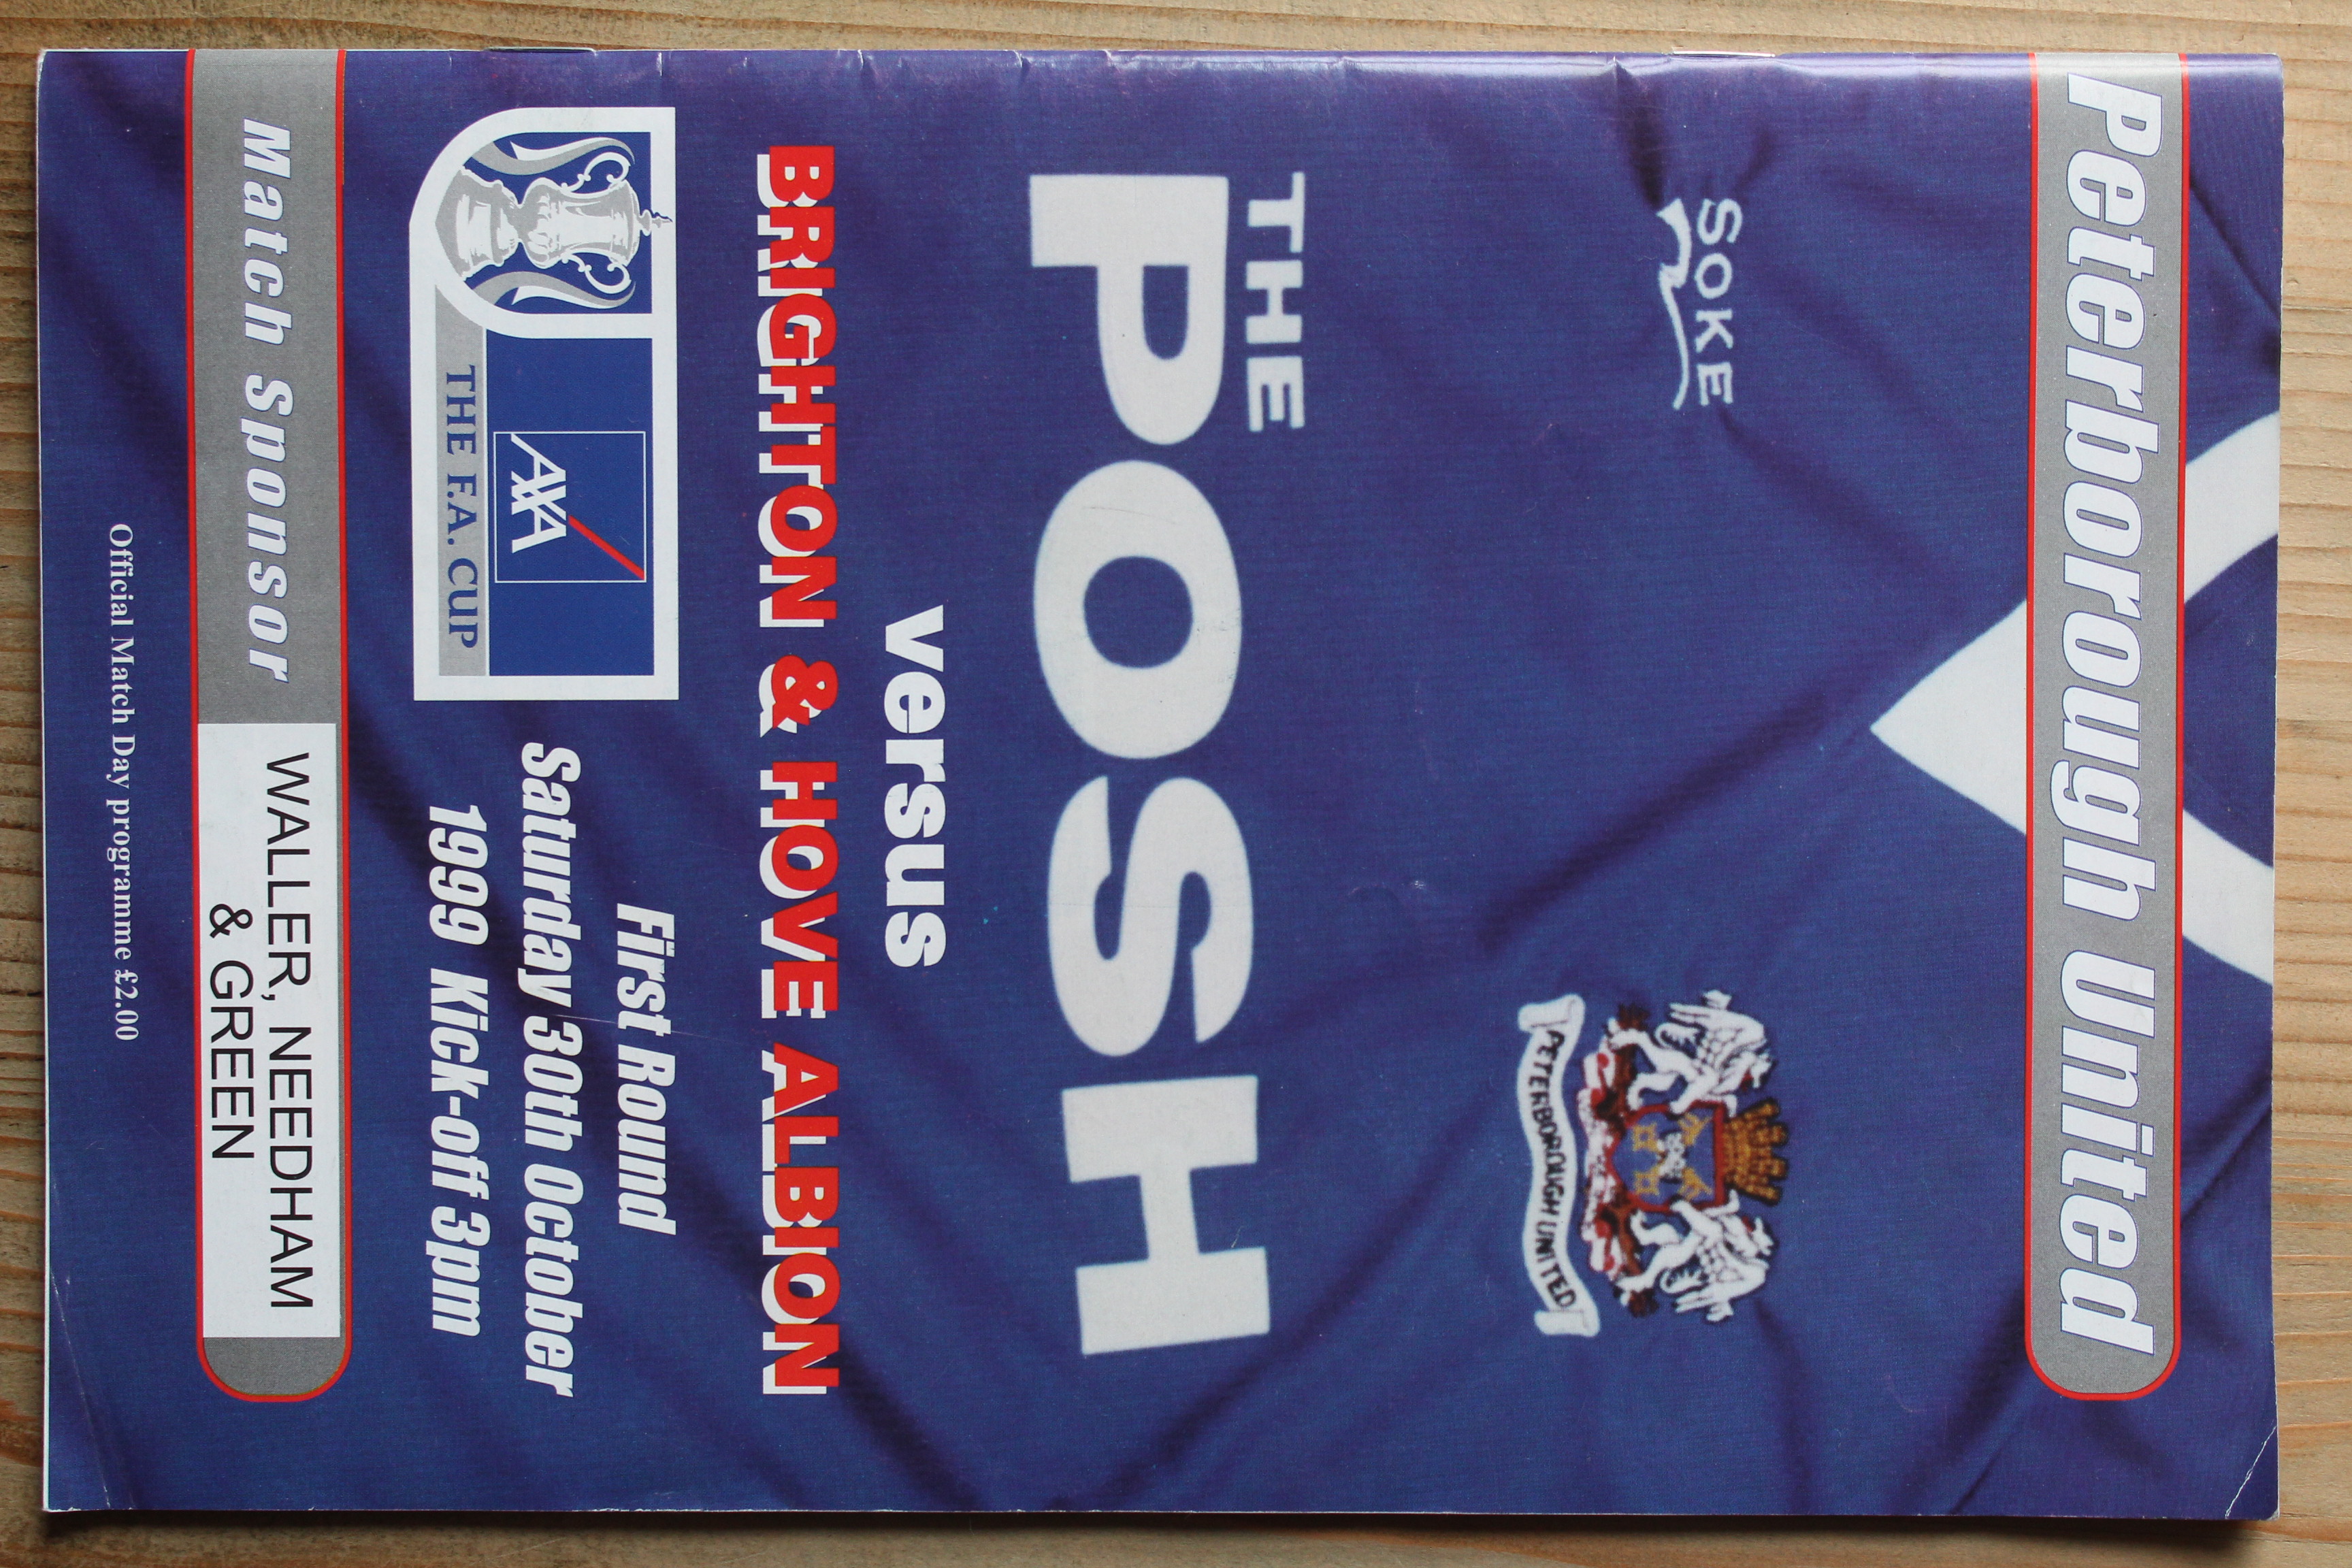 Peterborough United
SOKE
PETERBOROUGH UNITED
THE
POSH
versus
BRIGHTON & HOVE ALBION
AXA
THE F.A. CUP
First Round
Saturday 30th October
1999 Kick-off 3pm
Match Sponsor
WALLER, NEEDHAM
& GREEN
Official Match Day programme £2.00